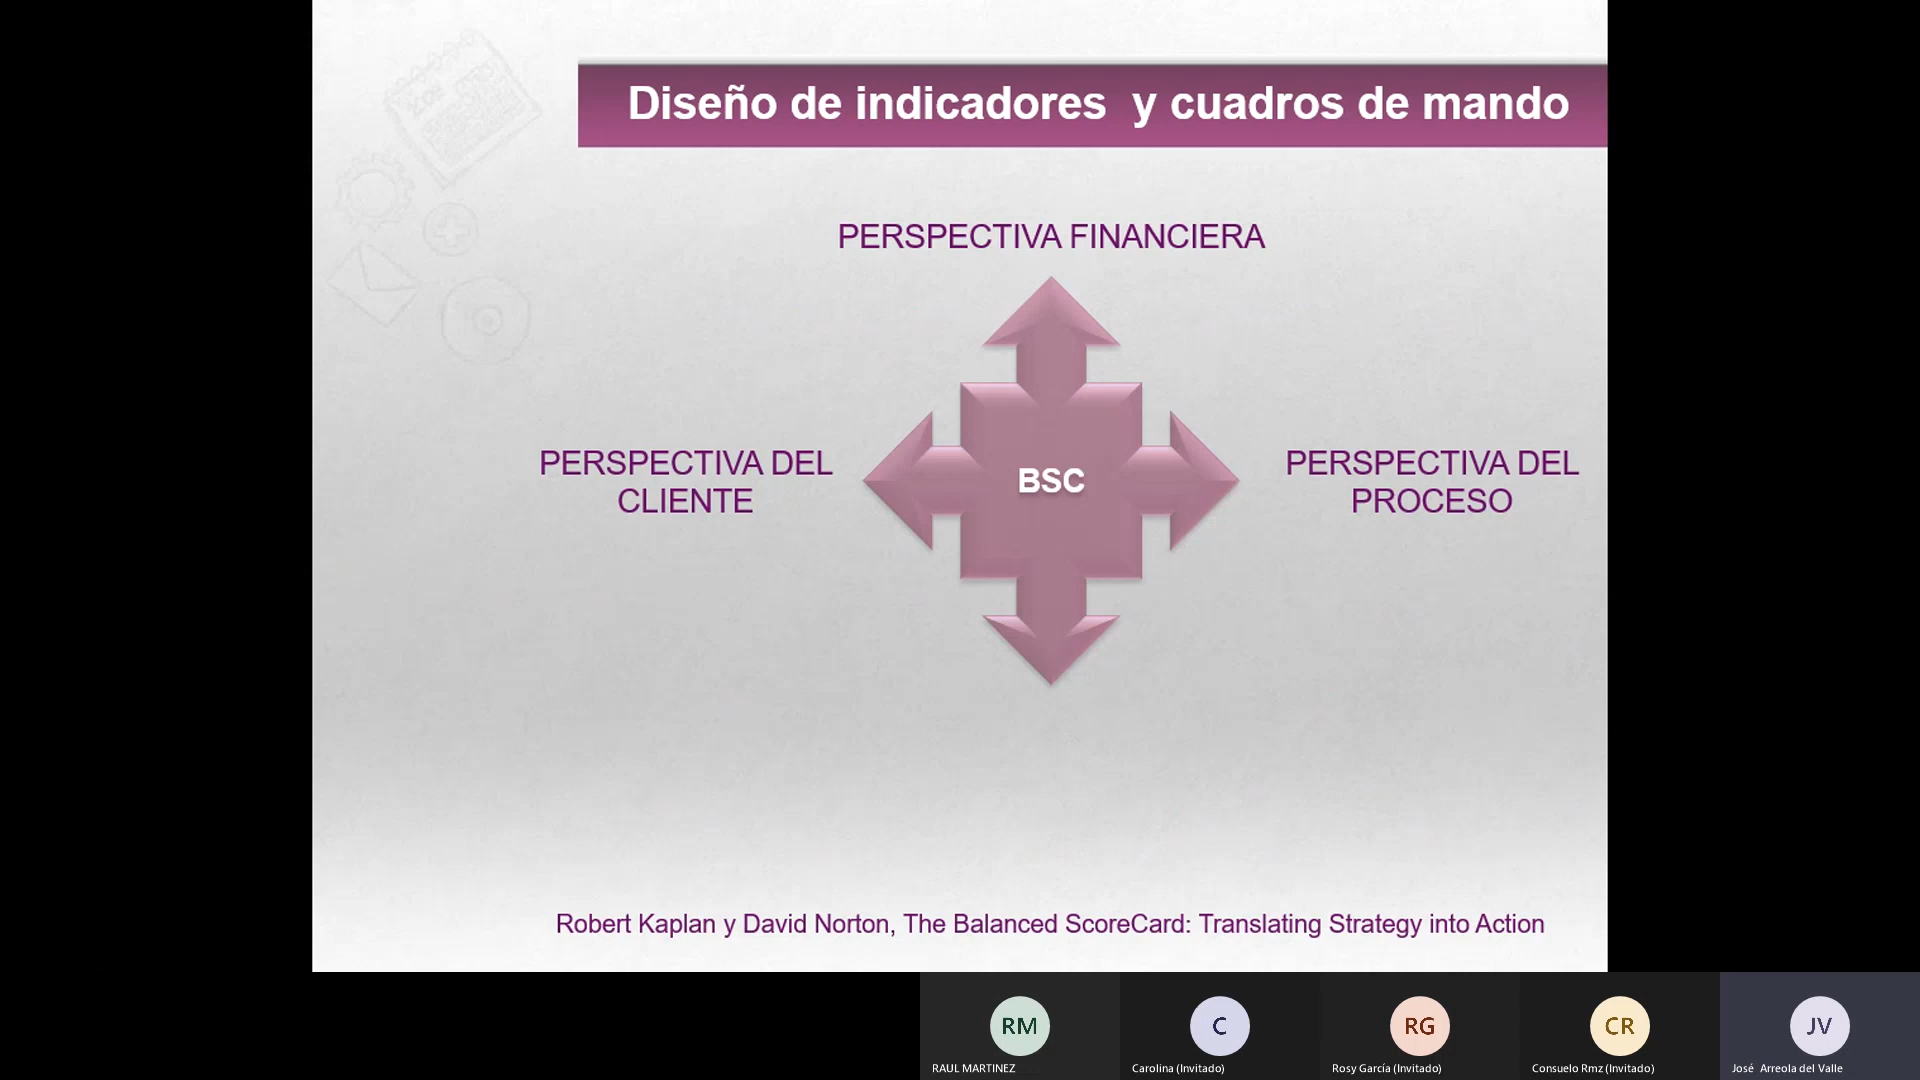 Diseño de indicadores y cuadros de mando
PERSPECTIVA FINANCIERA
PERSPECTIVA DEL
CLIENTE
BSC
PERSPECTIVA DEL
PROCESO
Robert Kaplan y David Norton, The Balanced ScoreCard: Translating Strategy into Action
RM
C
RG
CR
JV
RAUL MARTINEZ
Carolina (Invitado)
Rosy García (Invitado)
Consuelo Rmz (Invitado)
José Arreola del Valle